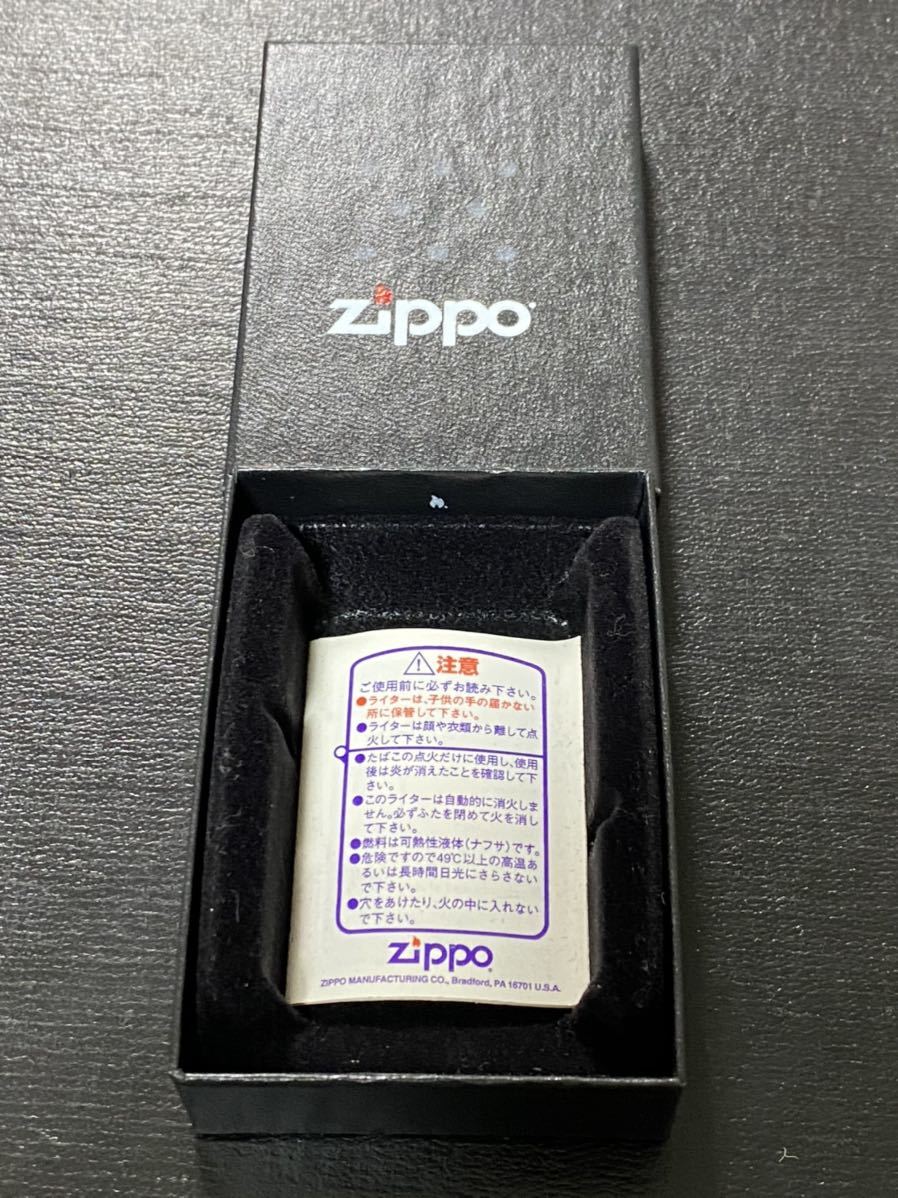 zippo
⚠注意
ご使用前に必ずお読み下さい。
●ライターは、子供の手の届かない
所に保管して下さい。
●ライターは顔や衣類から離して点
火して下さい。
●たばこの点火だけに使用し、使用
後は炎が消えたことを確認して下
さい。
●このライターは自動的に消火しま
せん。必ずふたを閉めて火を消し
て下さい。
●燃料は可熱性液体(ナフサ)です。
●危険ですので49℃以上の高温あ
るいは長時間日光にさらさない
で下さい。
●穴をあけたり、火の中に入れない
で下さい。
zippo
ZIPPO MANUFACTURING CO., Bradford, PA 16701 U.S.A.